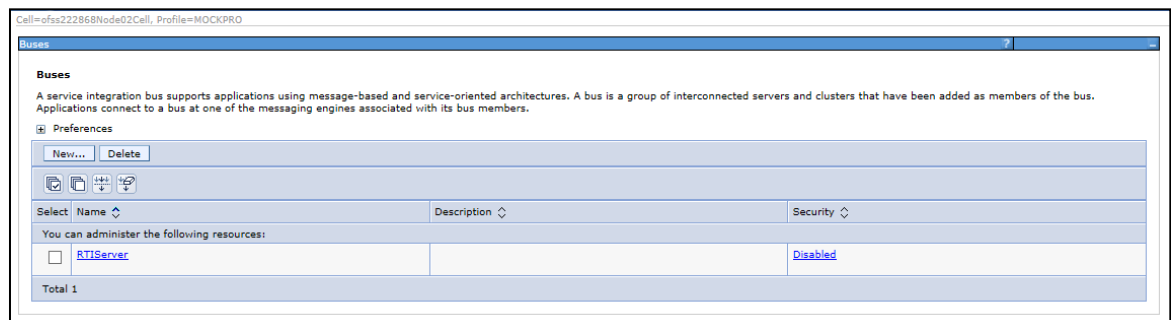 Cell=ofss222868Node02Cell, Profile=MOCKPRO
Buses ? _
Buses
A service integration bus supports applications using message-based and service-oriented architectures. A bus is a group of interconnected servers and clusters that have been added as members of the bus.
Applications connect to a bus at one of the messaging engines associated with its bus members.
Preferences
New... Delete
Select Name Description Security
You can administer the following resources:
RTIServer Disabled
Total 1